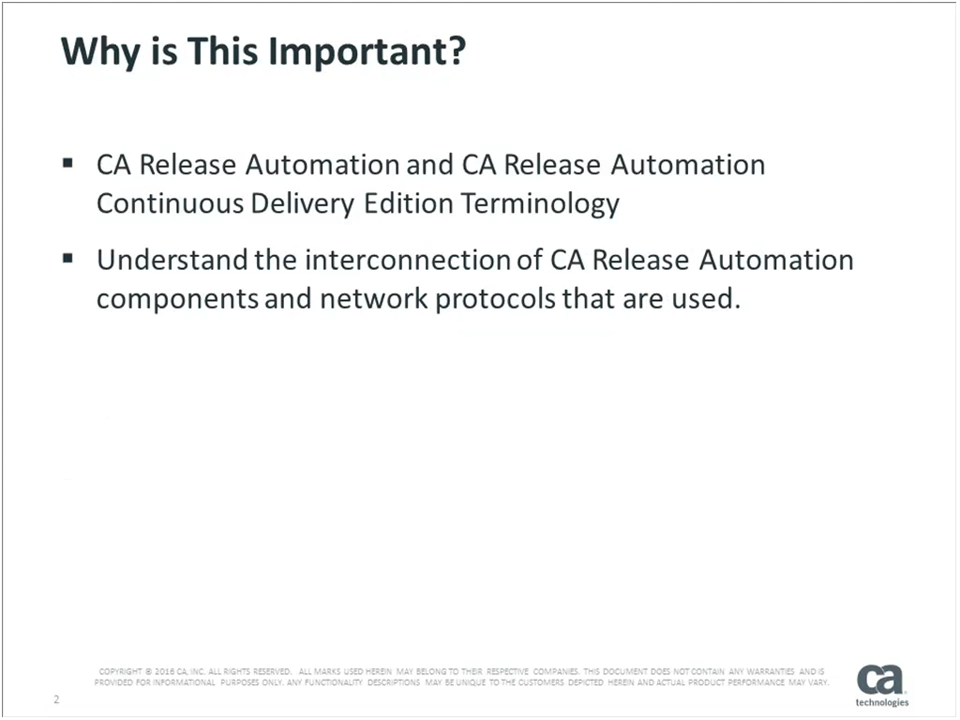 Why is This Important?
▪ CA Release Automation and CA Release Automation
Continuous Delivery Edition Terminology
▪ Understand the interconnection of CA Release Automation
components and network protocols that are used.
COPYRIGHT © 2016 CA, INC. ALL RIGHTS RESERVED. ALL MARKS USED HEREIN MAY BELONG TO THEIR RESPECTIVE COMPANIES. THIS DOCUMENT DOES NOT CONTAIN ANY WARRANTIES AND IS
PROVIDED FOR INFORMATIONAL PURPOSES ONLY. ANY FUNCTIONALITY DESCRIPTIONS MAY BE UNIQUE TO THE CUSTOMERS DEPICTED HEREIN AND ACTUAL PRODUCT PERFORMANCE MAY VARY.
2
ca
technologies